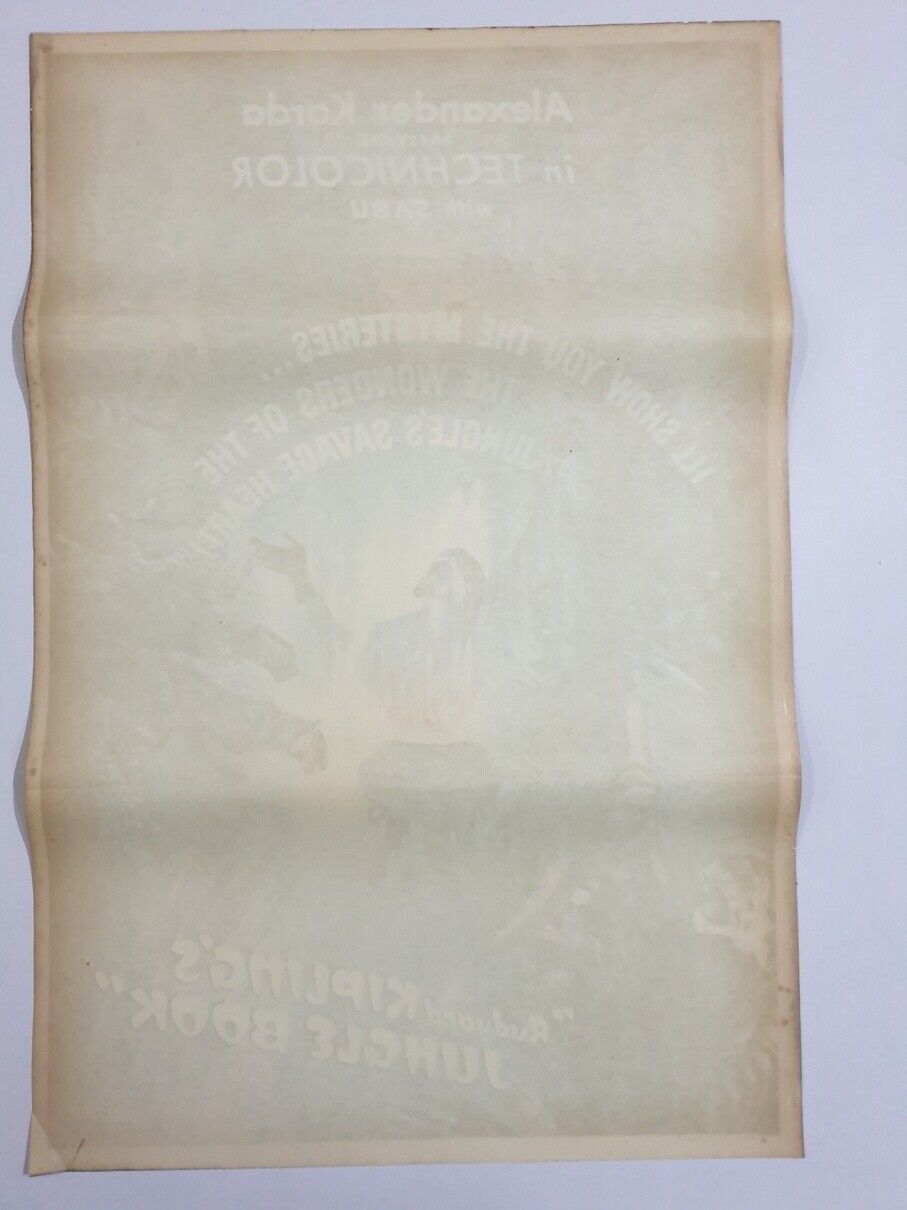 Alexander Korda
PRESENTS
in TECHNICOLOR
with SABU
I'LL SHOW YOU THE MYSTERIES
...THE WONDERS OF THE
JUNGLE'S SAVAGE HEART!"
"Rudyard KIPLING'S
JUNGLE BOOK"